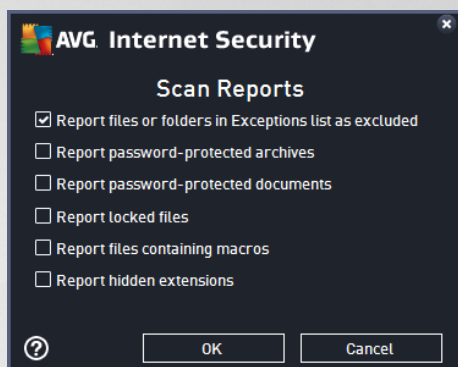 AVG. Internet Security
Scan Reports
Report files or folders in Exceptions list as excluded
Report password-protected archives
Report password-protected documents
Report locked files
Report files containing macros
Report hidden extensions
? OK Cancel